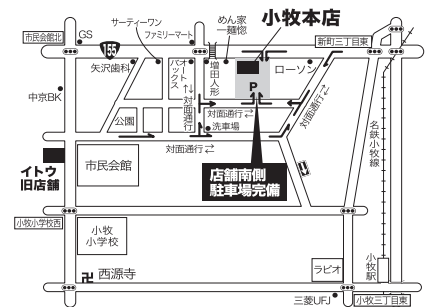 市民会館北
GS
155
サーティーワン
ファミリーマート
めん家
一麺惚
小牧本店
新町三丁目東
矢沢歯科
オートバックス
増田人形
ローソン
P
中京BK
↑↓対面通行
対面通行⇄
洗車場
対面通行⇄
公園
対面通行⇄
名鉄小牧線
イトウ
旧店舗
市民会館
店舗南側
駐車場完備
小牧小学校西
小牧
小学校
卍 西源寺
ラピオ
小牧駅
三菱UFJ
小牧三丁目東